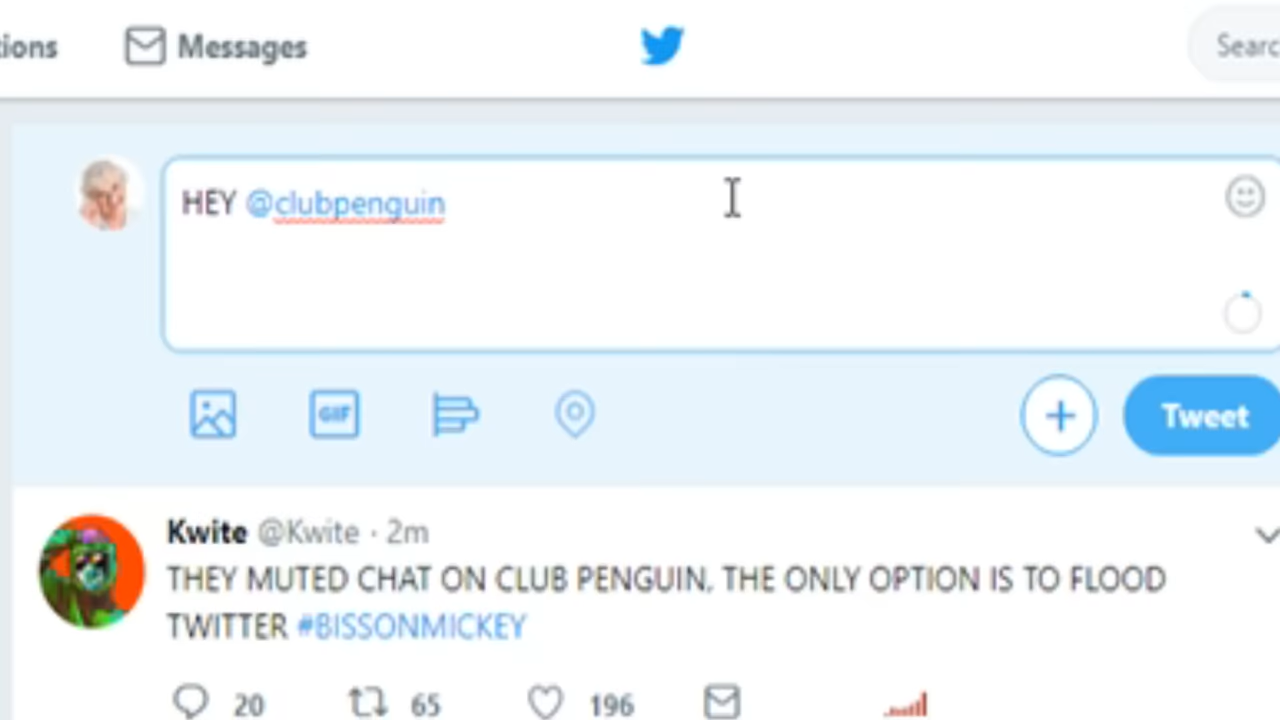 tions Messages Searc
HEY @clubpenguin
GIF
Tweet
Kwite @Kwite · 2m
THEY MUTED CHAT ON CLUB PENGUIN, THE ONLY OPTION IS TO FLOOD
TWITTER #BISSONMICKEY
20 65 196